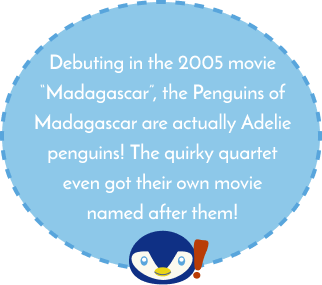 Debuting in the 2005 movie
"Madagascar", the Penguins of
Madagascar are actually Adelie
penguins! The quirky quartet
even got their own movie
named after them!
!